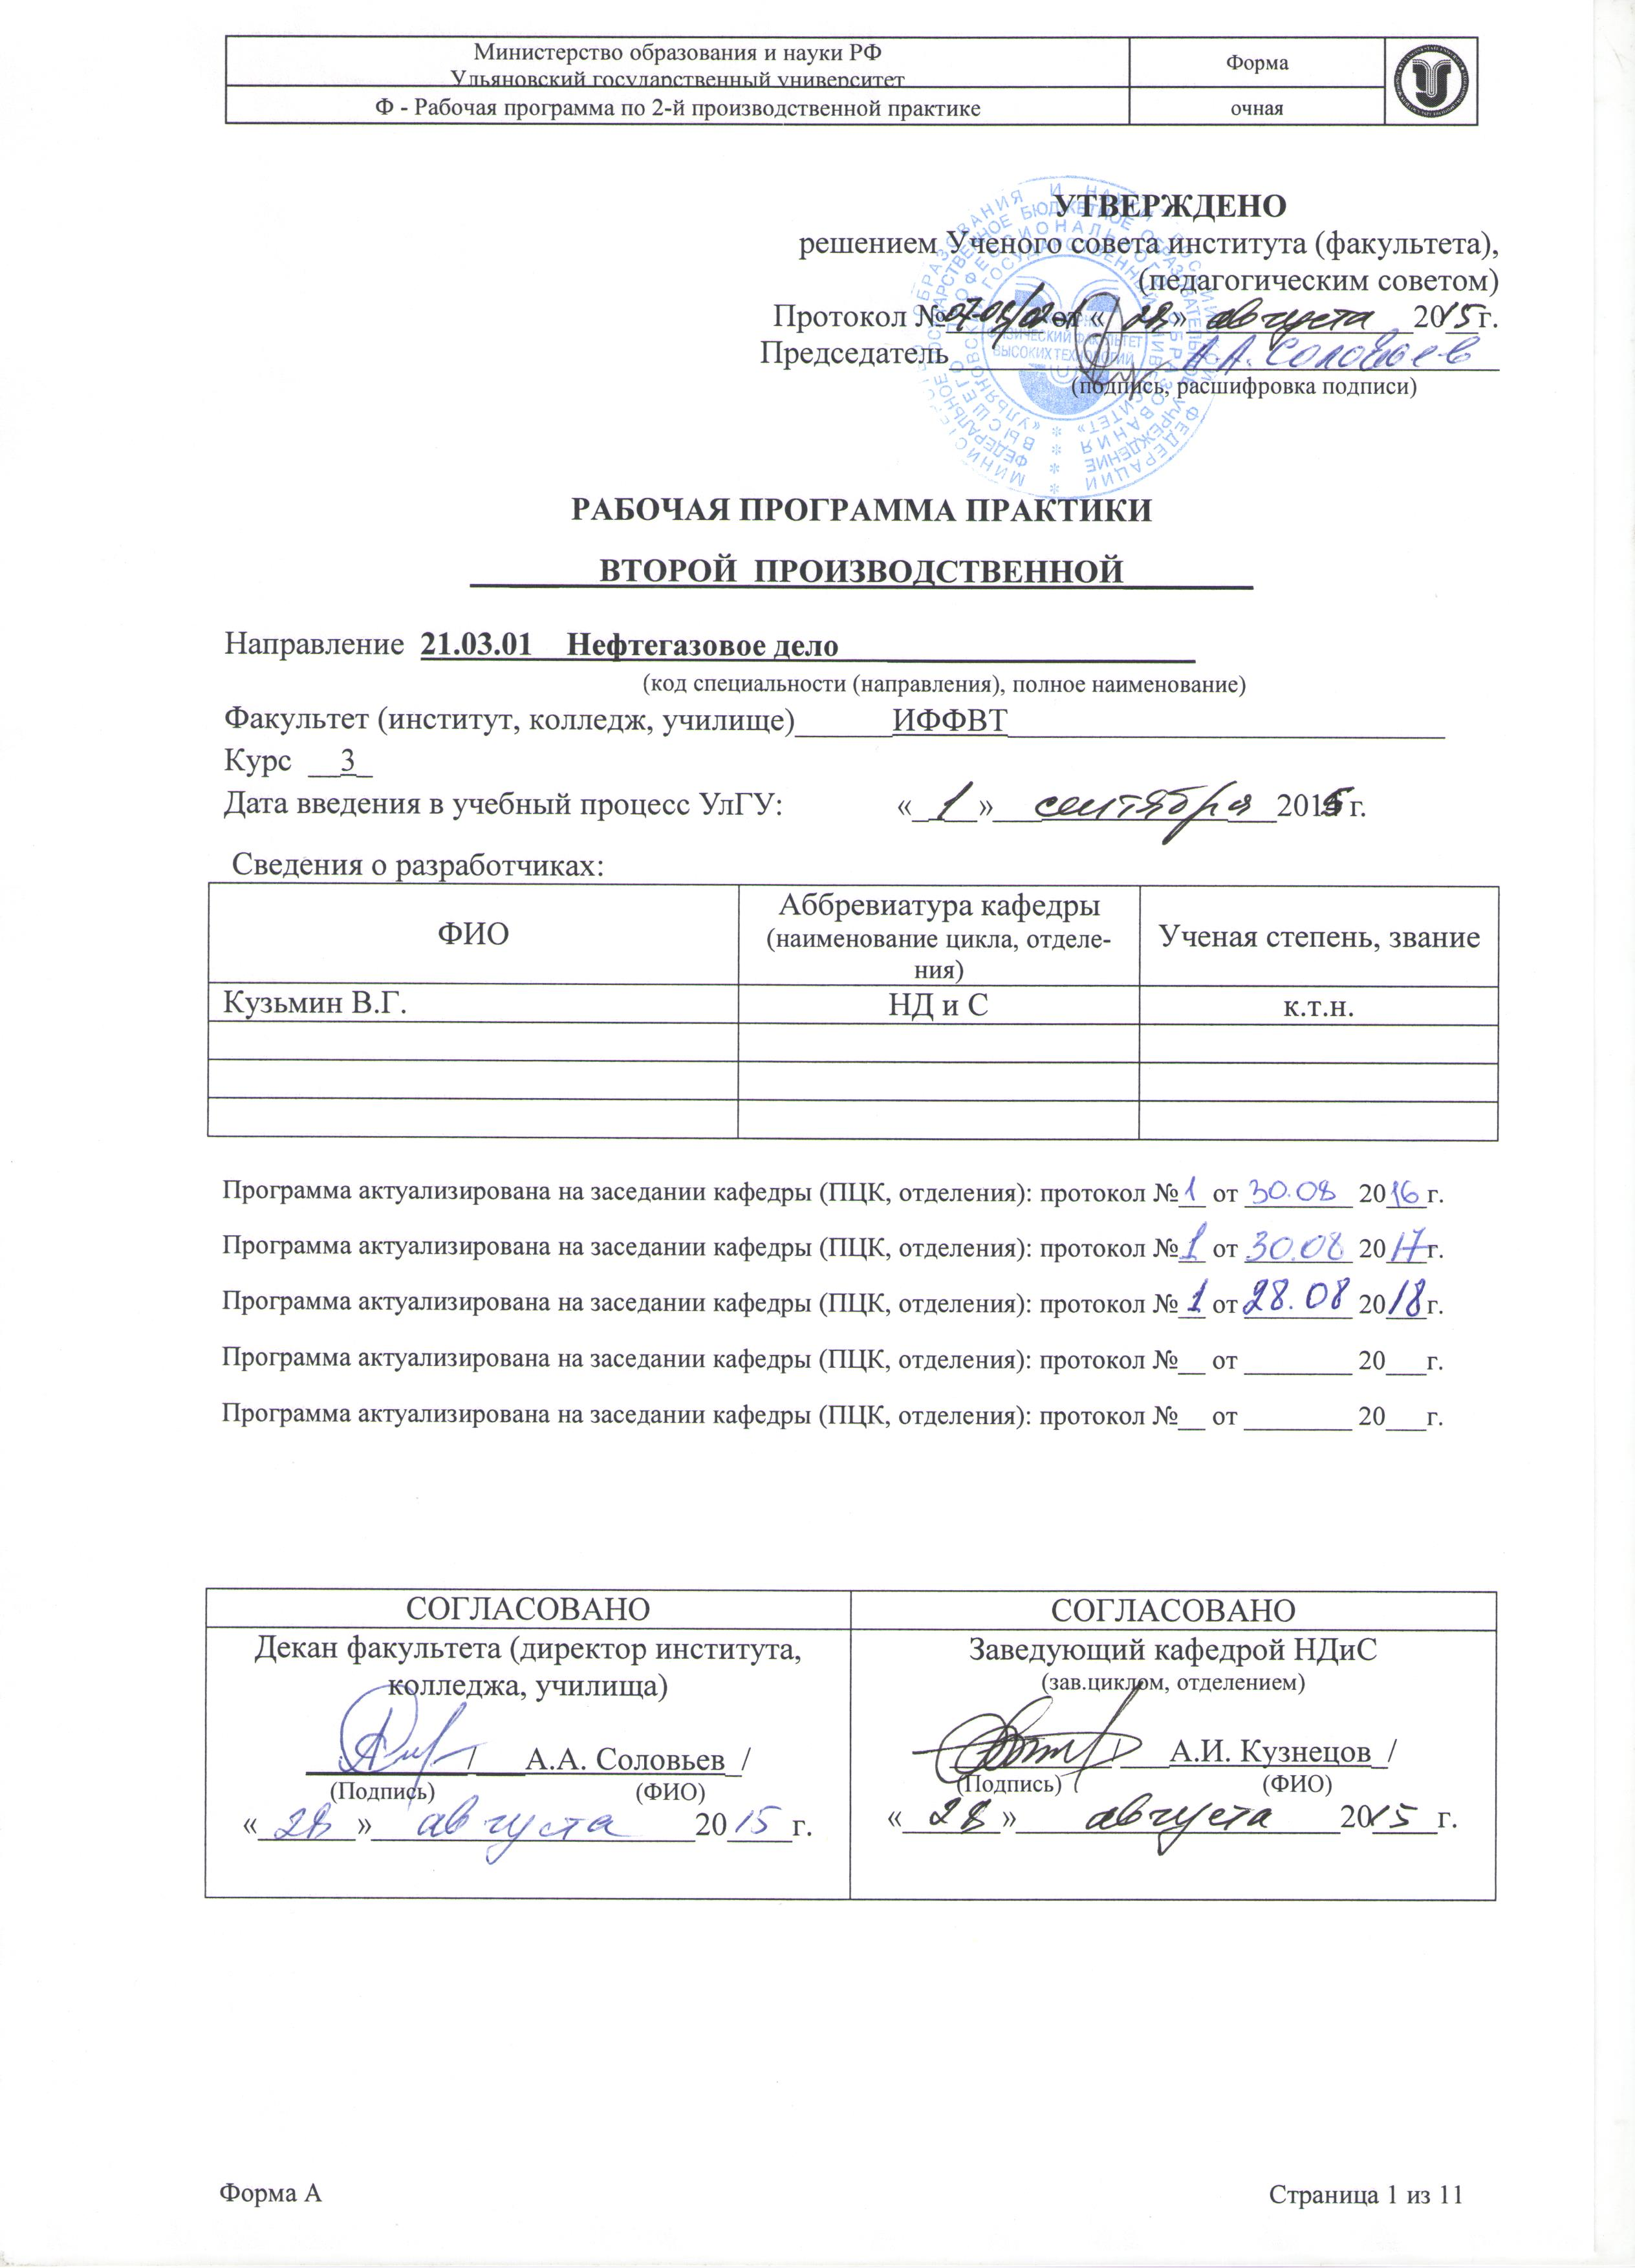 Министерство образования и науки РФ
Ульяновский государственный университет
Форма
Ф - Рабочая программа по 2-й производственной практике
очная
УТВЕРЖДЕНО
решением Ученого совета института (факультета),
(педагогическим советом)
Протокол № от « » августа 2015 г.
Председатель А.А. Соловьев
(подпись, расшифровка подписи)
РАБОЧАЯ ПРОГРАММА ПРАКТИКИ
ВТОРОЙ ПРОИЗВОДСТВЕННОЙ
Направление 21.03.01 Нефтегазовое дело
(код специальности (направления), полное наименование)
Факультет (институт, колледж, училище) ИФФВТ
Курс 3
Дата введения в учебный процесс УлГУ: « 1 » сентября 2015 г.
Сведения о разработчиках:
ФИО
Аббревиатура кафедры
(наименование цикла, отделе-
ния)
Ученая степень, звание
Кузьмин В.Г. НД и С к.т.н.
Программа актуализирована на заседании кафедры (ПЦК, отделения): протокол № 1 от 30.08 2016 г.
Программа актуализирована на заседании кафедры (ПЦК, отделения): протокол № 1 от 30.08. 2017 г.
Программа актуализирована на заседании кафедры (ПЦК, отделения): протокол № 1 от 28.08 2018 г.
Программа актуализирована на заседании кафедры (ПЦК, отделения): протокол №__ от ________ 20___г.
Программа актуализирована на заседании кафедры (ПЦК, отделения): протокол №__ от ________ 20___г.
СОГЛАСОВАНО
Декан факультета (директор института,
колледжа, училища)
/ А.А. Соловьев /
(Подпись) (ФИО)
« 28 » августа 2015 г.
СОГЛАСОВАНО
Заведующий кафедрой НДиС
(зав.циклом, отделением)
/ А.И. Кузнецов /
(Подпись) (ФИО)
« 28 » августа 2015 г.
Форма А
Страница 1 из 11